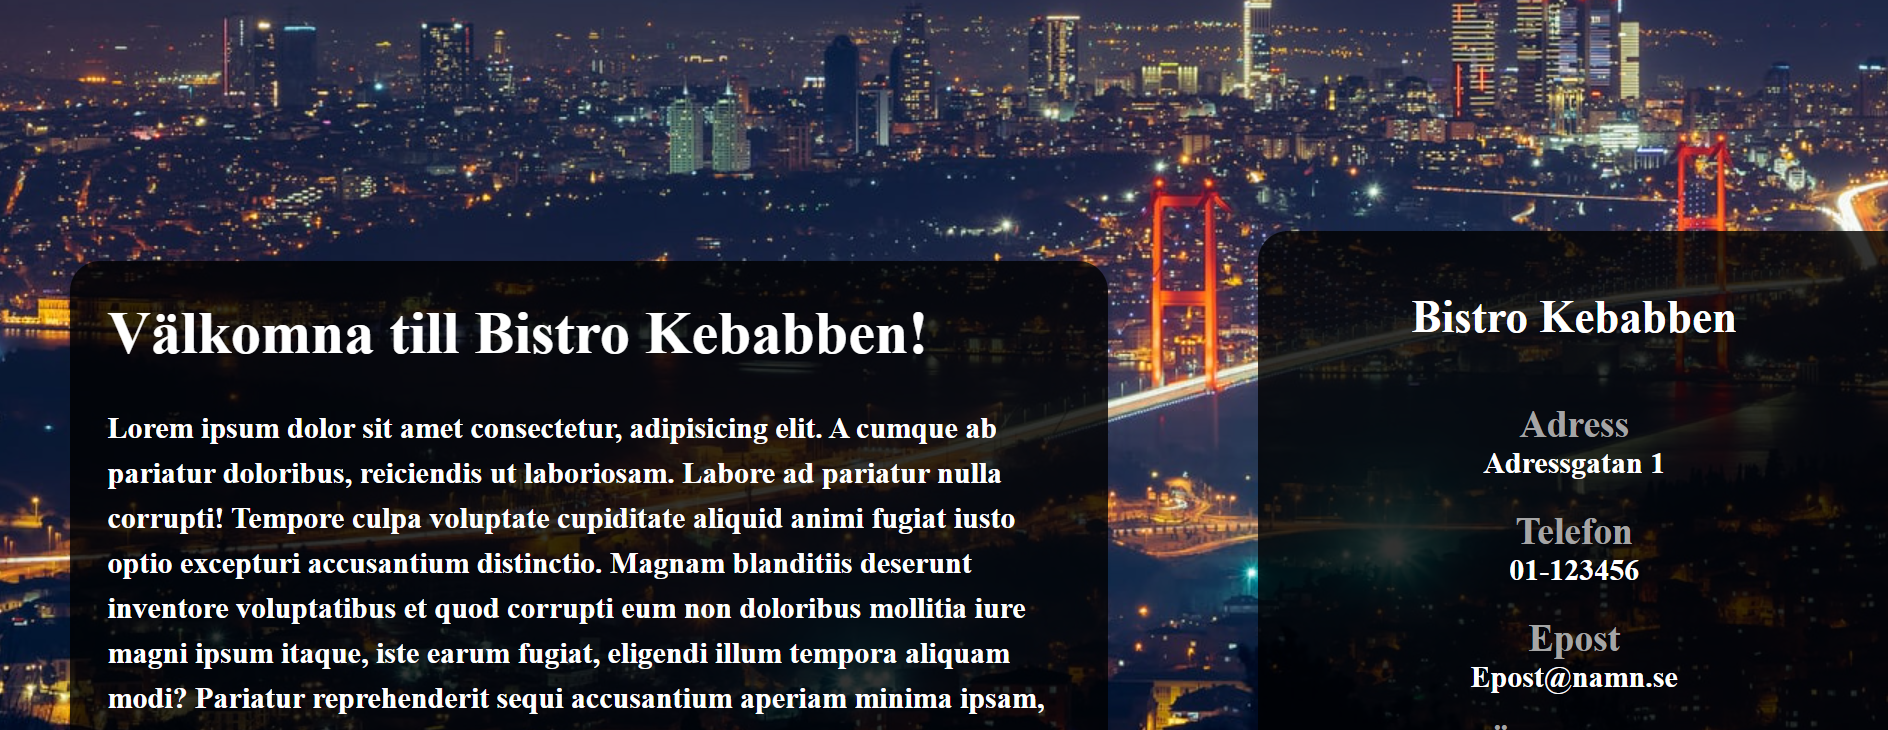 Välkomna till Bistro Kebabben!
Lorem ipsum dolor sit amet consectetur, adipisicing elit. A cumque ab
pariatur doloribus, reiciendis ut laboriosam. Labore ad pariatur nulla
corrupti! Tempore culpa voluptate cupiditate aliquid animi fugiat iusto
optio excepturi accusantium distinctio. Magnam blanditiis deserunt
inventore voluptatibus et quod corrupti eum non doloribus mollitia iure
magni ipsum itaque, iste earum fugiat, eligendi illum tempora aliquam
modi? Pariatur reprehenderit sequi accusantium aperiam minima ipsam,
Bistro Kebabben
Adress
Adressgatan 1
Telefon
01-123456
Epost
Epost@namn.se